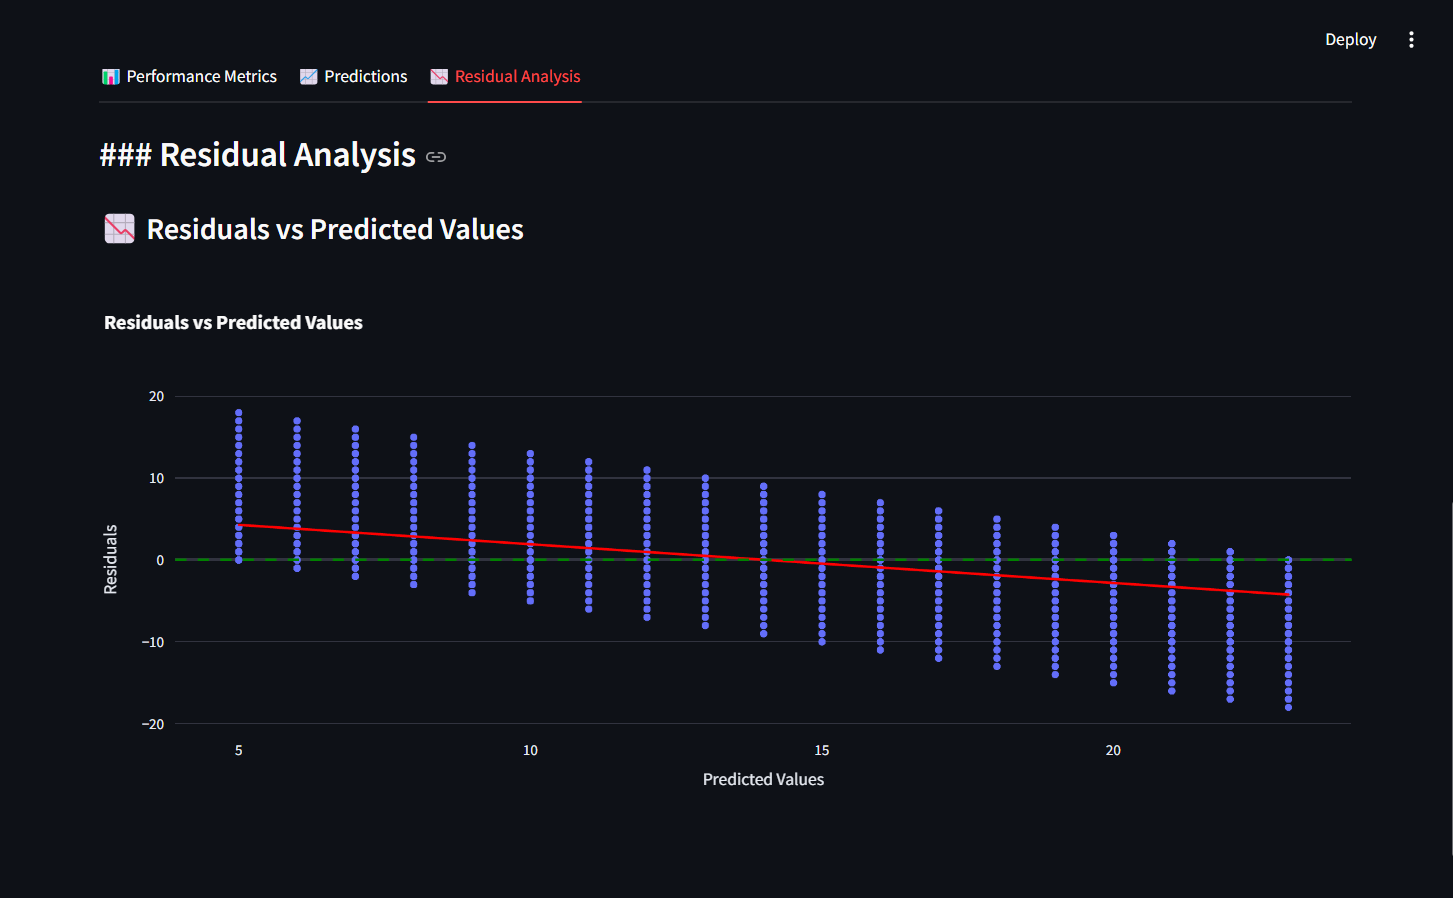 Deploy
Performance Metrics Predictions Residual Analysis
### Residual Analysis
Residuals vs Predicted Values
Residuals vs Predicted Values
20
10
0
−10
−20
Residuals
5 10 15 20
Predicted Values